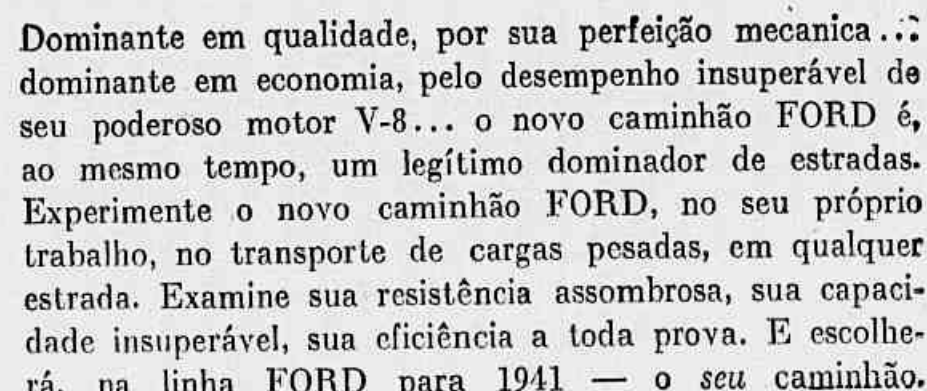 Dominante em qualidade, por sua perfeição mecanica...
dominante em economia, pelo desempenho insuperável de
seu poderoso motor V-8... o novo caminhão FORD é,
ao mesmo tempo, um legítimo dominador de estradas.
Experimente o novo caminhão FORD, no seu próprio
trabalho, no transporte de cargas pesadas, em qualquer
estrada. Examine sua resistência assombrosa, sua capaci-
dade insuperável, sua eficiência a toda prova. E escolhe-
rá, na linha FORD para 1941 — o seu caminhão.